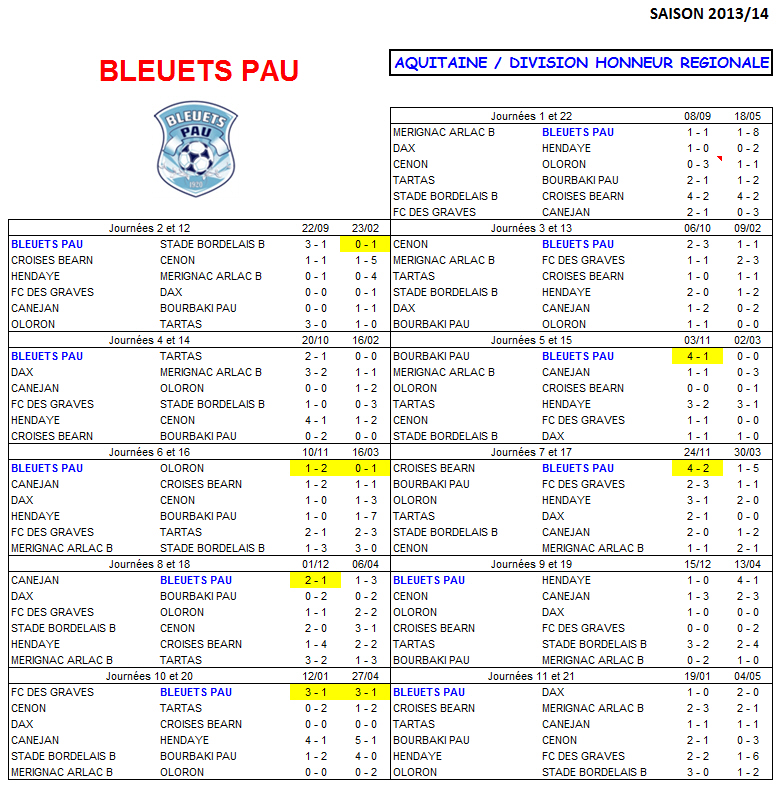 SAISON 2013/14
BLEUETS PAU
AQUITAINE / DIVISION HONNEUR REGIONALE
BLEUETS
PAU
1920
Journées 1 et 22 08/09 18/05
MERIGNAC ARLAC B BLEUETS PAU 1 - 1 1 - 8
DAX HENDAYE 1 - 0 0 - 2
CENON OLORON 0 - 3 1 - 1
TARTAS BOURBAKI PAU 2 - 1 1 - 2
STADE BORDELAIS B CROISES BEARN 4 - 2 4 - 2
FC DES GRAVES CANEJAN 2 - 1 0 - 3
Journées 2 et 12 22/09 23/02
BLEUETS PAU STADE BORDELAIS B 3 - 1 0 - 1
CROISES BEARN CENON 1 - 1 1 - 5
HENDAYE MERIGNAC ARLAC B 0 - 1 0 - 4
FC DES GRAVES DAX 0 - 0 0 - 1
CANEJAN BOURBAKI PAU 0 - 0 1 - 1
OLORON TARTAS 3 - 0 1 - 0
Journées 3 et 13 06/10 09/02
CENON BLEUETS PAU 2 - 3 1 - 1
MERIGNAC ARLAC B FC DES GRAVES 1 - 1 2 - 3
TARTAS CROISES BEARN 1 - 0 1 - 1
STADE BORDELAIS B HENDAYE 2 - 0 1 - 2
DAX CANEJAN 1 - 2 0 - 2
BOURBAKI PAU OLORON 1 - 1 0 - 1
Journées 4 et 14 20/10 16/02
BLEUETS PAU TARTAS 2 - 1 0 - 0
DAX MERIGNAC ARLAC B 3 - 2 1 - 1
CANEJAN OLORON 0 - 0 1 - 2
FC DES GRAVES STADE BORDELAIS B 1 - 0 0 - 3
HENDAYE CENON 4 - 1 1 - 2
CROISES BEARN BOURBAKI PAU 0 - 2 0 - 0
Journées 5 et 15 03/11 02/03
BOURBAKI PAU BLEUETS PAU 4 - 1 0 - 0
MERIGNAC ARLAC B CANEJAN 1 - 1 0 - 3
OLORON CROISES BEARN 0 - 0 0 - 1
TARTAS HENDAYE 3 - 2 3 - 1
CENON FC DES GRAVES 1 - 1 0 - 1
STADE BORDELAIS B DAX 1 - 1 1 - 0
Journées 6 et 16 10/11 16/03
BLEUETS PAU OLORON 1 - 2 0 - 1
CANEJAN CROISES BEARN 1 - 2 1 - 1
DAX CENON 1 - 0 1 - 3
HENDAYE BOURBAKI PAU 1 - 0 1 - 7
FC DES GRAVES TARTAS 2 - 1 2 - 3
MERIGNAC ARLAC B STADE BORDELAIS B 1 - 3 3 - 0
Journées 7 et 17 24/11 30/03
CROISES BEARN BLEUETS PAU 4 - 2 1 - 5
BOURBAKI PAU FC DES GRAVES 2 - 3 1 - 1
OLORON HENDAYE 3 - 1 2 - 0
TARTAS DAX 2 - 1 0 - 0
STADE BORDELAIS B CANEJAN 2 - 0 1 - 2
CENON MERIGNAC ARLAC B 1 - 1 2 - 1
Journées 8 et 18 01/12 06/04
CANEJAN BLEUETS PAU 2 - 1 1 - 3
DAX BOURBAKI PAU 0 - 2 0 - 2
FC DES GRAVES OLORON 1 - 1 2 - 2
STADE BORDELAIS B CENON 2 - 0 3 - 1
HENDAYE CROISES BEARN 1 - 4 2 - 2
MERIGNAC ARLAC B TARTAS 3 - 2 1 - 3
Journées 9 et 19 15/12 13/04
BLEUETS PAU HENDAYE 1 - 0 4 - 1
CENON CANEJAN 1 - 3 2 - 3
OLORON DAX 1 - 0 0 - 0
CROISES BEARN FC DES GRAVES 0 - 0 0 - 2
TARTAS STADE BORDELAIS B 3 - 2 2 - 4
BOURBAKI PAU MERIGNAC ARLAC B 0 - 2 1 - 0
Journées 10 et 20 12/01 27/04
FC DES GRAVES BLEUETS PAU 3 - 1 3 - 1
CENON TARTAS 0 - 2 1 - 2
DAX CROISES BEARN 0 - 0 0 - 0
CANEJAN HENDAYE 4 - 1 5 - 1
STADE BORDELAIS B BOURBAKI PAU 1 - 2 4 - 0
MERIGNAC ARLAC B OLORON 0 - 0 0 - 2
Journées 11 et 21 19/01 04/05
BLEUETS PAU DAX 1 - 0 2 - 0
CROISES BEARN MERIGNAC ARLAC B 2 - 3 2 - 1
TARTAS CANEJAN 1 - 1 1 - 1
BOURBAKI PAU CENON 2 - 1 0 - 3
HENDAYE FC DES GRAVES 2 - 2 1 - 6
OLORON STADE BORDELAIS B 3 - 0 1 - 2